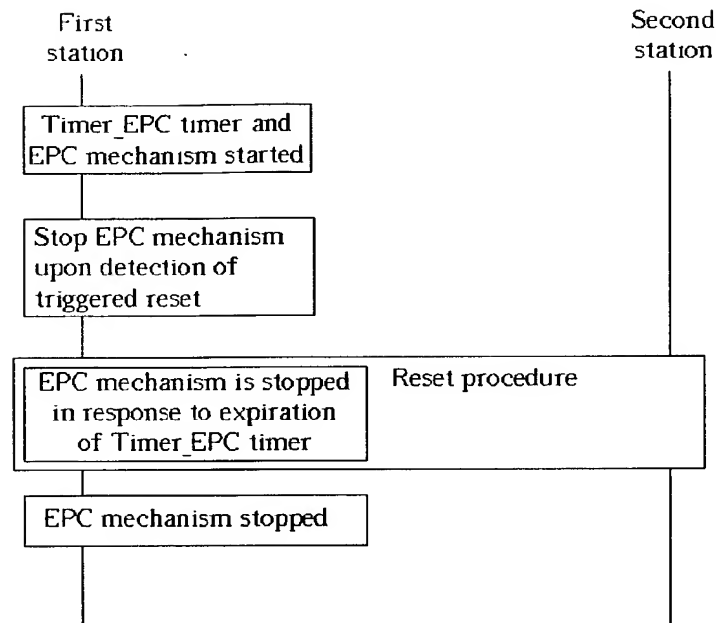 First
station
Second
station
Timer_EPC timer and
EPC mechanism started
Stop EPC mechanism
upon detection of
triggered reset
EPC mechanism is stopped
in response to expiration
of Timer_EPC timer
Reset procedure
EPC mechanism stopped